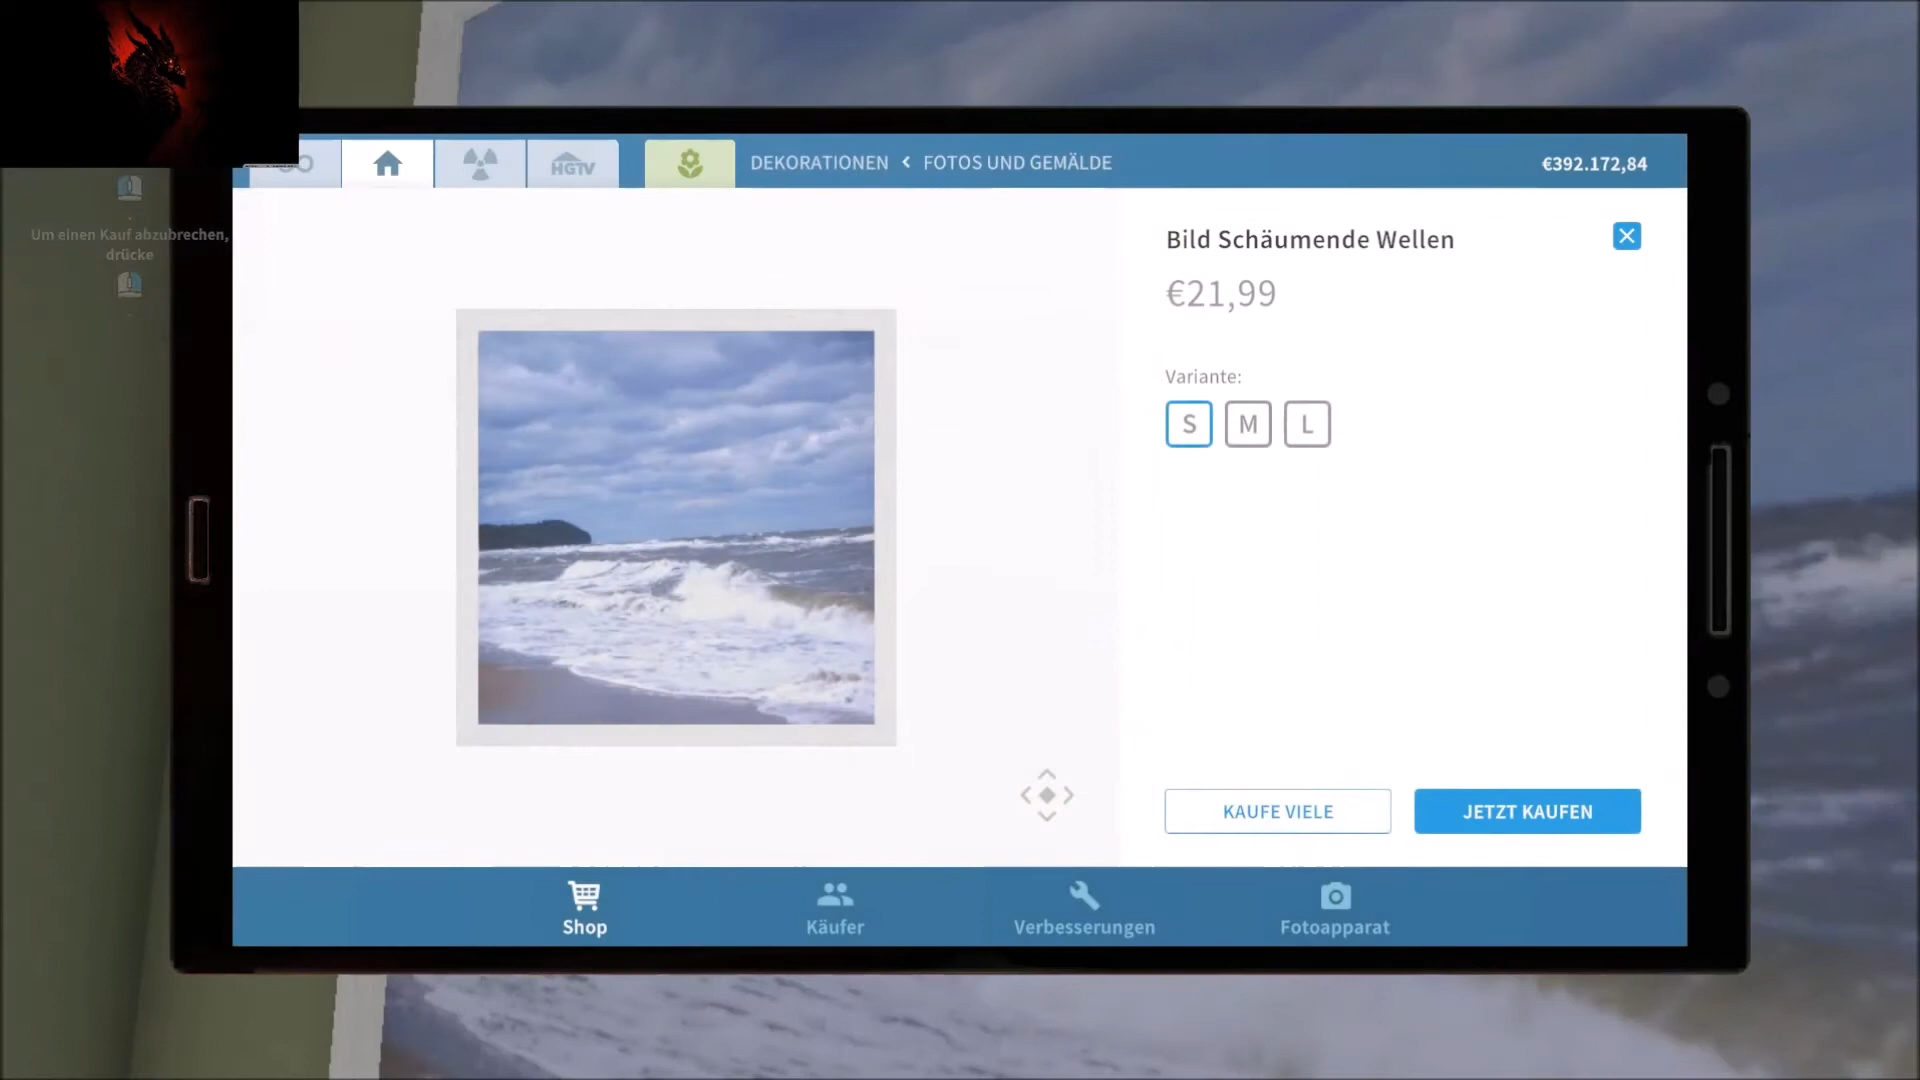 HGTV
DEKORATIONEN < FOTOS UND GEMÄLDE
€392.172,84
Um einen Kauf abzubrechen,
drücke
Bild Schäumende Wellen
€21,99
Variante:
S M L
KAUFE VIELE
JETZT KAUFEN
Shop
Käufer
Verbesserungen
Fotoapparat